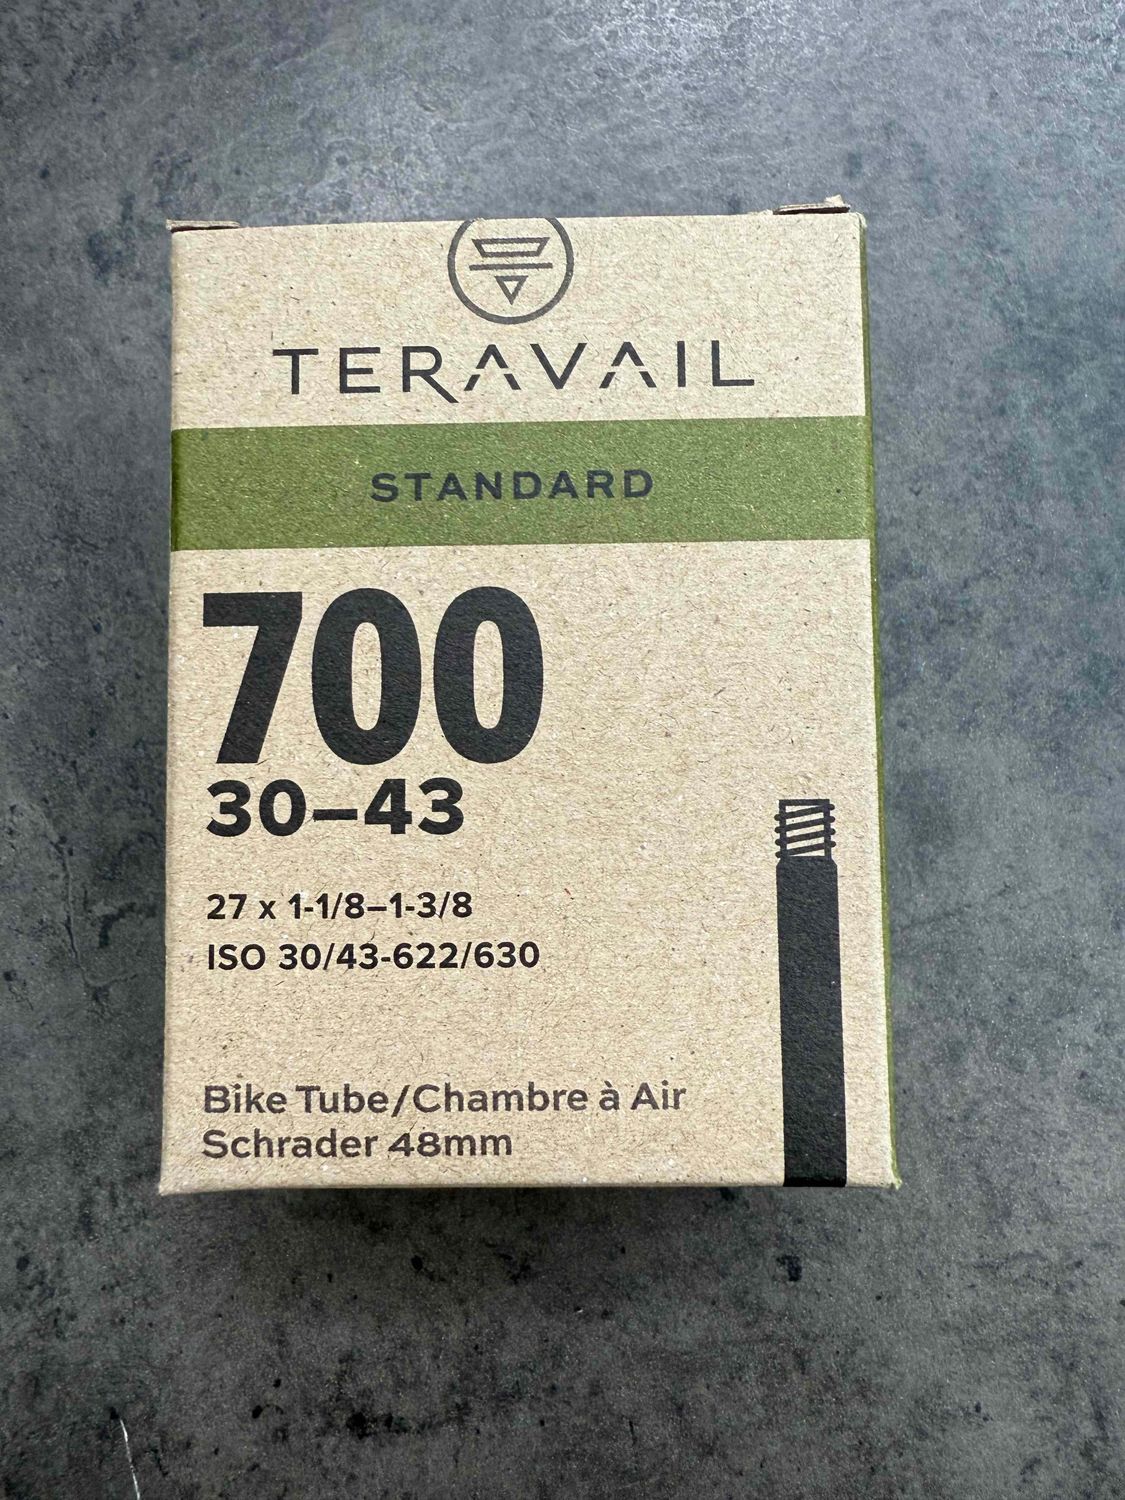 TERAVAIL
STANDARD
700
30–43
27 x 1-1/8–1-3/8
ISO 30/43-622/630
Bike Tube/Chambre à Air
Schrader 48mm